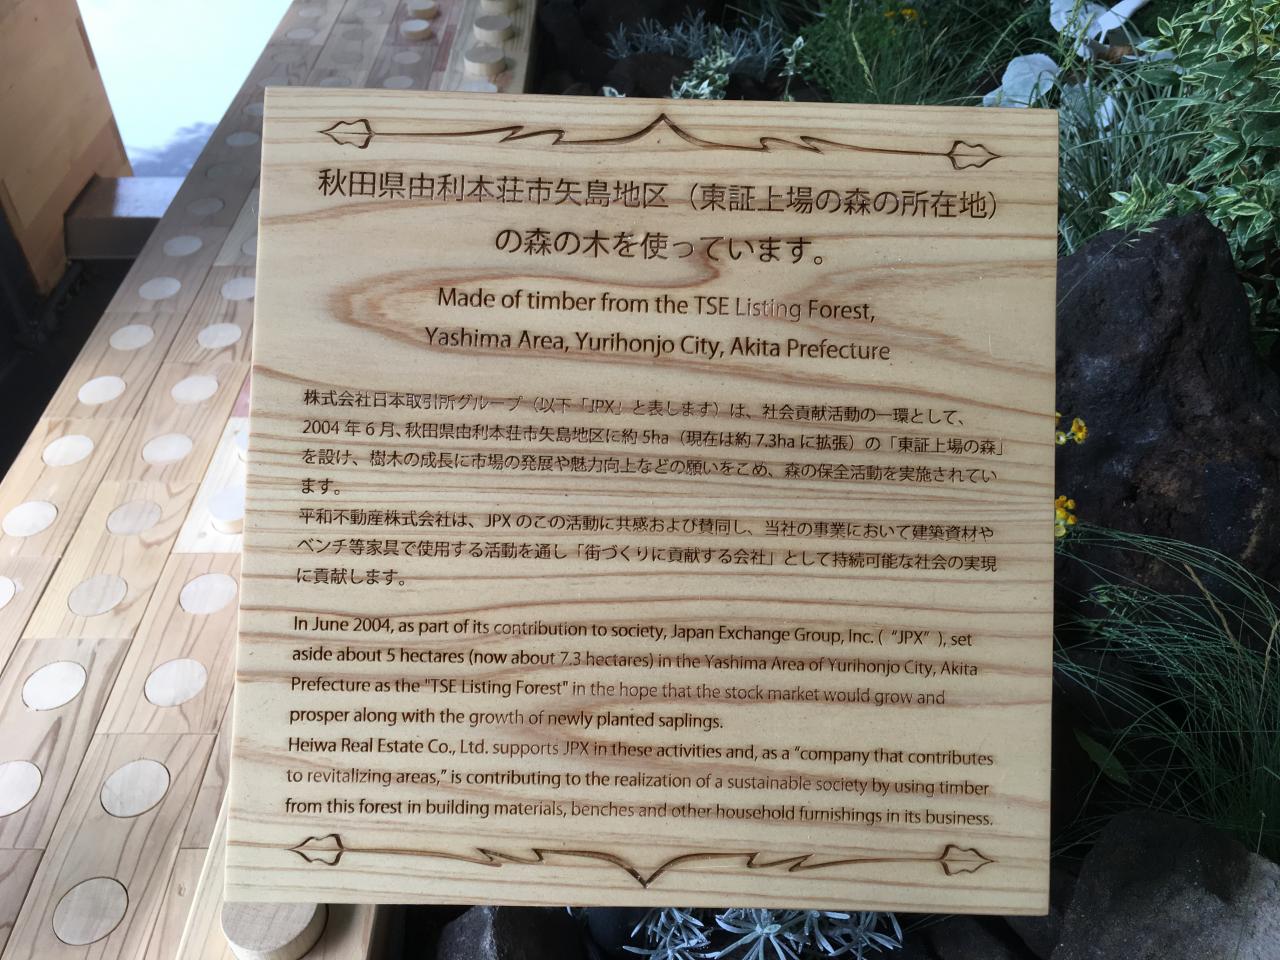 秋田県由利本荘市矢島地区（東証上場の森の所在地）
の森の木を使っています。
Made of timber from the TSE Listing Forest,
Yashima Area, Yurihonjo City, Akita Prefecture
株式会社日本取引所グループ（以下「JPX」と表します）は、社会貢献活動の一環として、
2004年6月、秋田県由利本荘市矢島地区に約5ha（現在は約7.3haに拡張）の「東証上場の森」
を設け、樹木の成長に市場の発展や魅力向上などの願いをこめ、森の保全活動を実施されてい
ます。
平和不動産株式会社は、JPXのこの活動に共感および賛同し、当社の事業において建築資材や
ベンチ等家具で使用する活動を通し「街づくりに貢献する会社」として持続可能な社会の実現
に貢献します。
In June 2004, as part of its contribution to society, Japan Exchange Group, Inc. ( “JPX” ), set
aside about 5 hectares (now about 7.3 hectares) in the Yashima Area of Yurihonjo City, Akita
Prefecture as the "TSE Listing Forest" in the hope that the stock market would grow and
prosper along with the growth of newly planted saplings.
Heiwa Real Estate Co., Ltd. supports JPX in these activities and, as a “company that contributes
to revitalizing areas,” is contributing to the realization of a sustainable society by using timber
from this forest in building materials, benches and other household furnishings in its business.